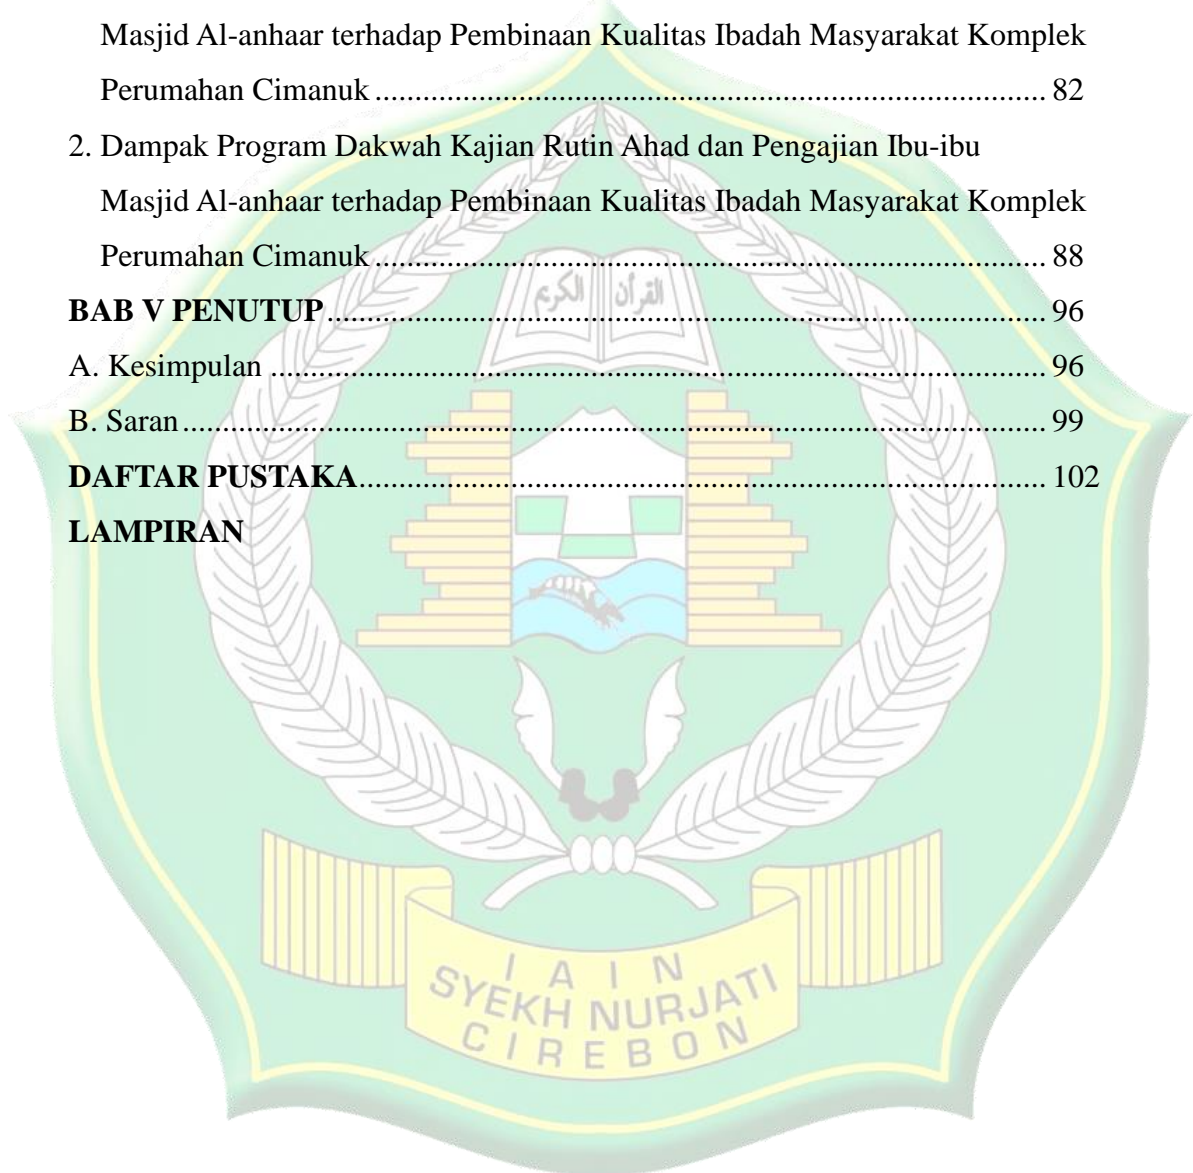 Masjid Al-anhaar terhadap Pembinaan Kualitas Ibadah Masyarakat Komplek
Perumahan Cimanuk ..................................................................................... 82
2. Dampak Program Dakwah Kajian Rutin Ahad dan Pengajian Ibu-ibu
Masjid Al-anhaar terhadap Pembinaan Kualitas Ibadah Masyarakat Komplek
Perumahan Cimanuk ..................................................................................... 88
القرأن الكريم
BAB V PENUTUP ........................................................................................... 96
A. Kesimpulan .................................................................................................. 96
B. Saran ............................................................................................................. 99
DAFTAR PUSTAKA ....................................................................................... 102
LAMPIRAN
IAIN
SYEKH NURJATI
CIREBON